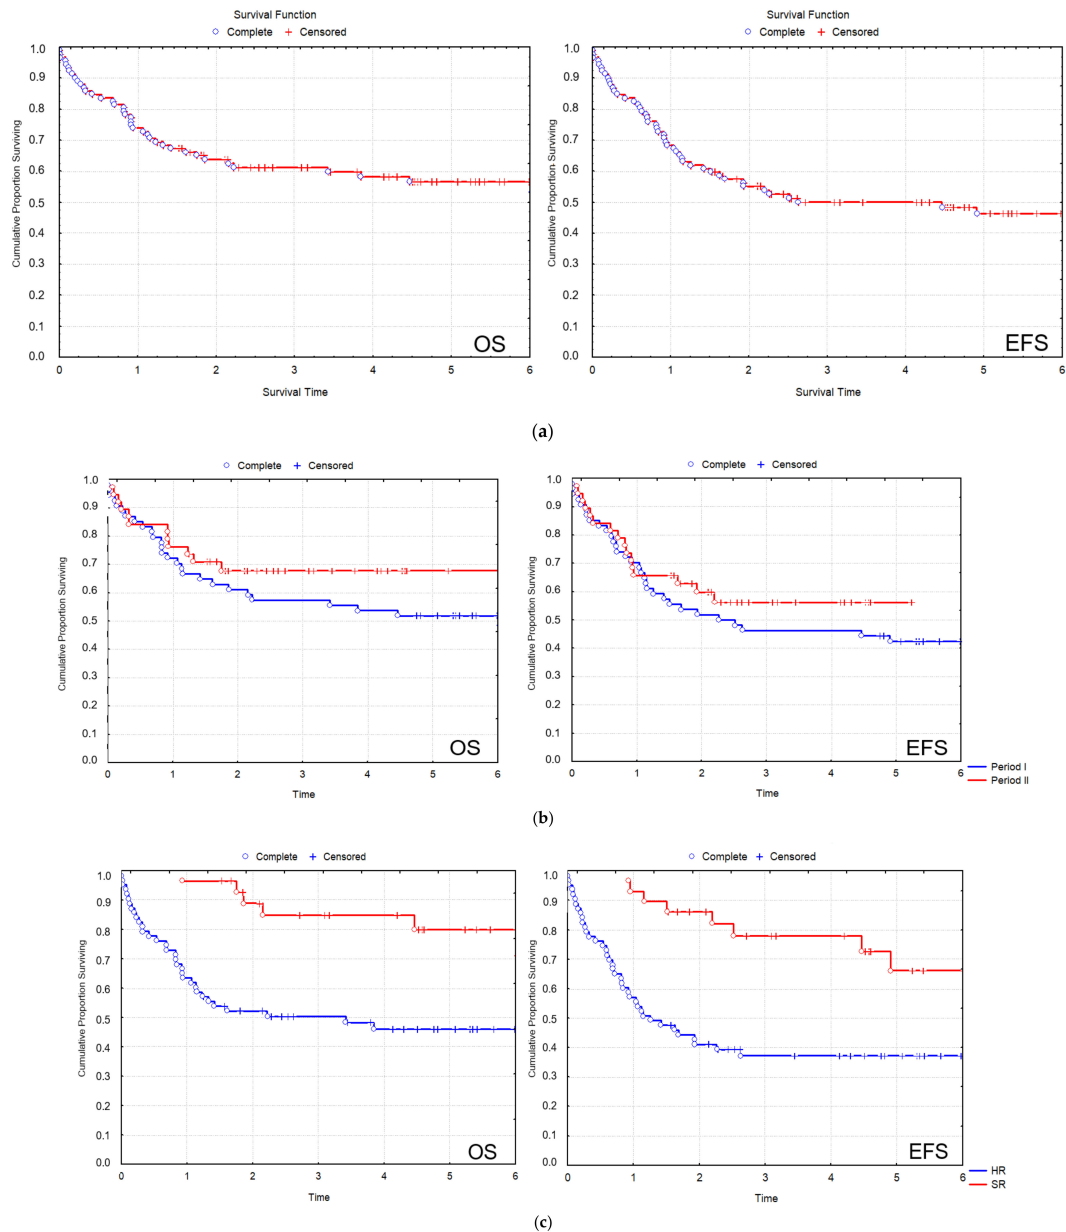 Survival Function
Complete Censored
Cumulative Proportion Surviving
1.0
0.9
0.8
0.7
0.6
0.5
0.4
0.3
0.2
0.1
0.0
OS
0 1 2 3 4 5 6
Survival Time
Survival Function
Complete Censored
Cumulative Proportion Surviving
1.0
0.9
0.8
0.7
0.6
0.5
0.4
0.3
0.2
0.1
0.0
EFS
0 1 2 3 4 5 6
Survival Time
(a)
Complete Censored
Cumulative Proportion Surviving
1.0
0.9
0.8
0.7
0.6
0.5
0.4
0.3
0.2
0.1
0.0
OS
0 1 2 3 4 5 6
Time
Complete Censored
Cumulative Proportion Surviving
1.0
0.9
0.8
0.7
0.6
0.5
0.4
0.3
0.2
0.1
0.0
EFS
0 1 2 3 4 5 6
Time
Period I
Period II
(b)
Complete Censored
Cumulative Proportion Surviving
1.0
0.9
0.8
0.7
0.6
0.5
0.4
0.3
0.2
0.1
0.0
OS
0 1 2 3 4 5 6
Time
Complete Censored
Cumulative Proportion Surviving
1.0
0.9
0.8
0.7
0.6
0.5
0.4
0.3
0.2
0.1
0.0
EFS
0 1 2 3 4 5 6
Time
HR
SR
(c)